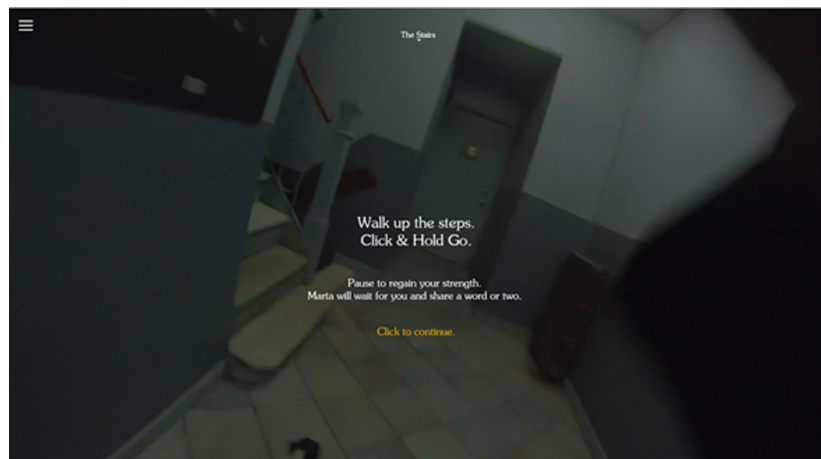 The Stairs
Walk up the steps.
Click & Hold Go.
Pause to regain your strength.
Marta will wait for you and share a word or two.
Click to continue.